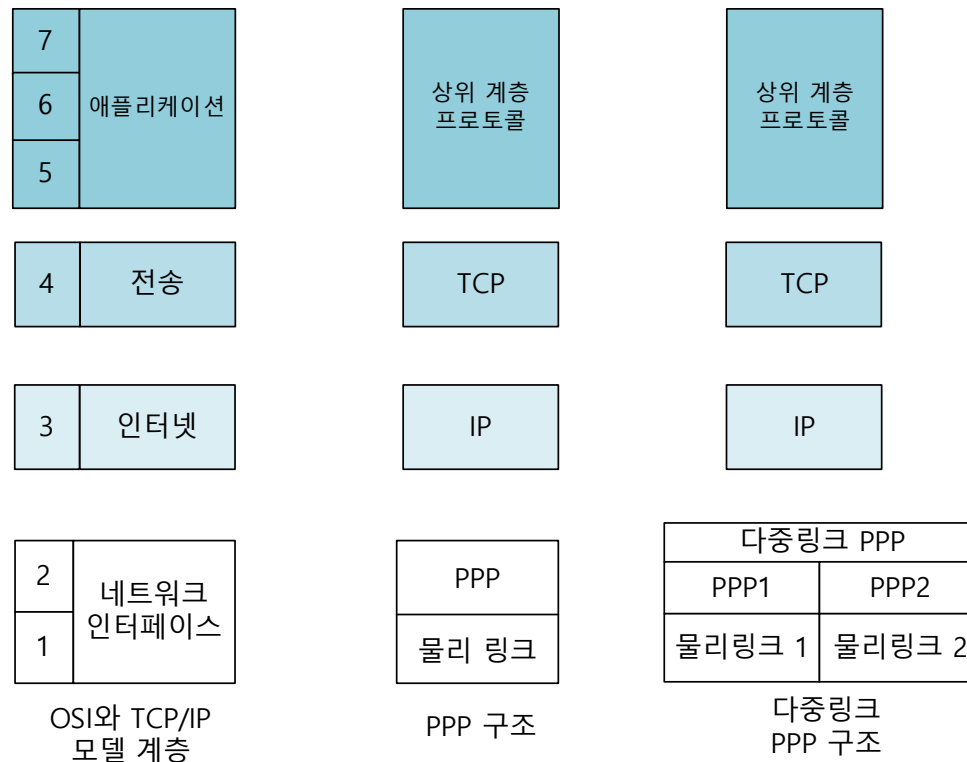 7
6
5
애플리케이션
상위 계층
프로토콜
상위 계층
프로토콜
4
전송
TCP
TCP
3
인터넷
IP
IP
2
1
네트워크
인터페이스
PPP
물리 링크
다중링크 PPP
PPP1
PPP2
물리링크 1
물리링크 2
OSI와 TCP/IP
모델 계층
PPP 구조
다중링크
PPP 구조